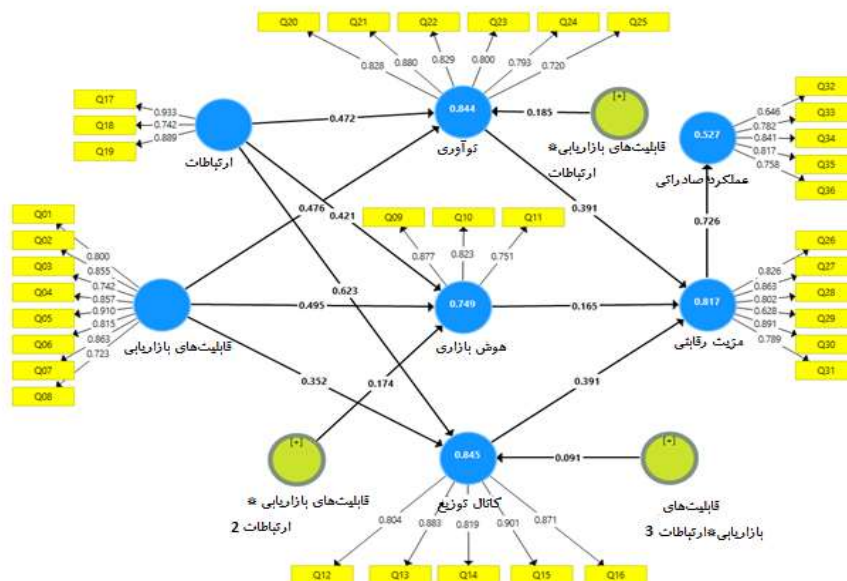 Q20
Q21
Q22
Q23
Q24
Q25
0.828
0.880
0.829
0.800
0.793
0.720
Q17
Q18
Q19
0.933
0.742
0.889
ارتباطات
0.472
0.844
نوآوری
0.185
[+]
قابلیت‌های بازاریابی*
ارتباطات
Q32
Q33
Q34
Q35
Q36
0.646
0.782
0.841
0.817
0.758
0.527
عملکرد صادراتی
0.476
0.421
0.623
0.391
0.726
Q01
Q02
Q03
Q04
Q05
Q06
Q07
Q08
0.800
0.855
0.742
0.857
0.910
0.815
0.863
0.723
قابلیت‌های بازاریابی
Q09
Q10
Q11
0.877
0.823
0.751
0.495
0.749
هوش بازاری
0.165
0.817
مزیت رقابتی
Q26
Q27
Q28
Q29
Q30
Q31
0.826
0.863
0.802
0.628
0.891
0.789
0.352
0.174
0.391
[+]
قابلیت‌های بازاریابی *
ارتباطات 2
0.845
کانال توزیع
0.091
[+]
قابلیت‌های
بازاریابی*ارتباطات 3
0.804
0.883
0.819
0.901
0.871
Q12
Q13
Q14
Q15
Q16